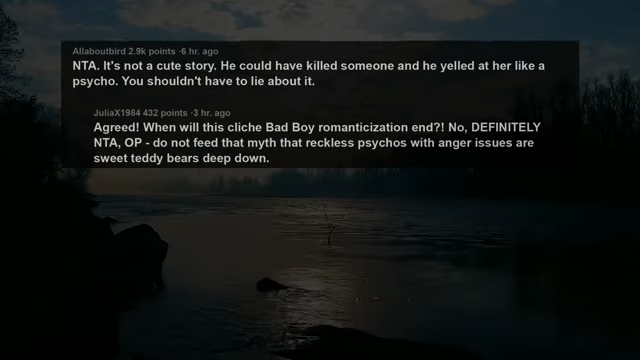 Allaboutbird 2.9k points ·6 hr. ago
NTA. It's not a cute story. He could have killed someone and he yelled at her like a
psycho. You shouldn't have to lie about it.
JuliaX1984 432 points ·3 hr. ago
Agreed! When will this cliche Bad Boy romanticization end?! No, DEFINITELY
NTA, OP - do not feed that myth that reckless psychos with anger issues are
sweet teddy bears deep down.